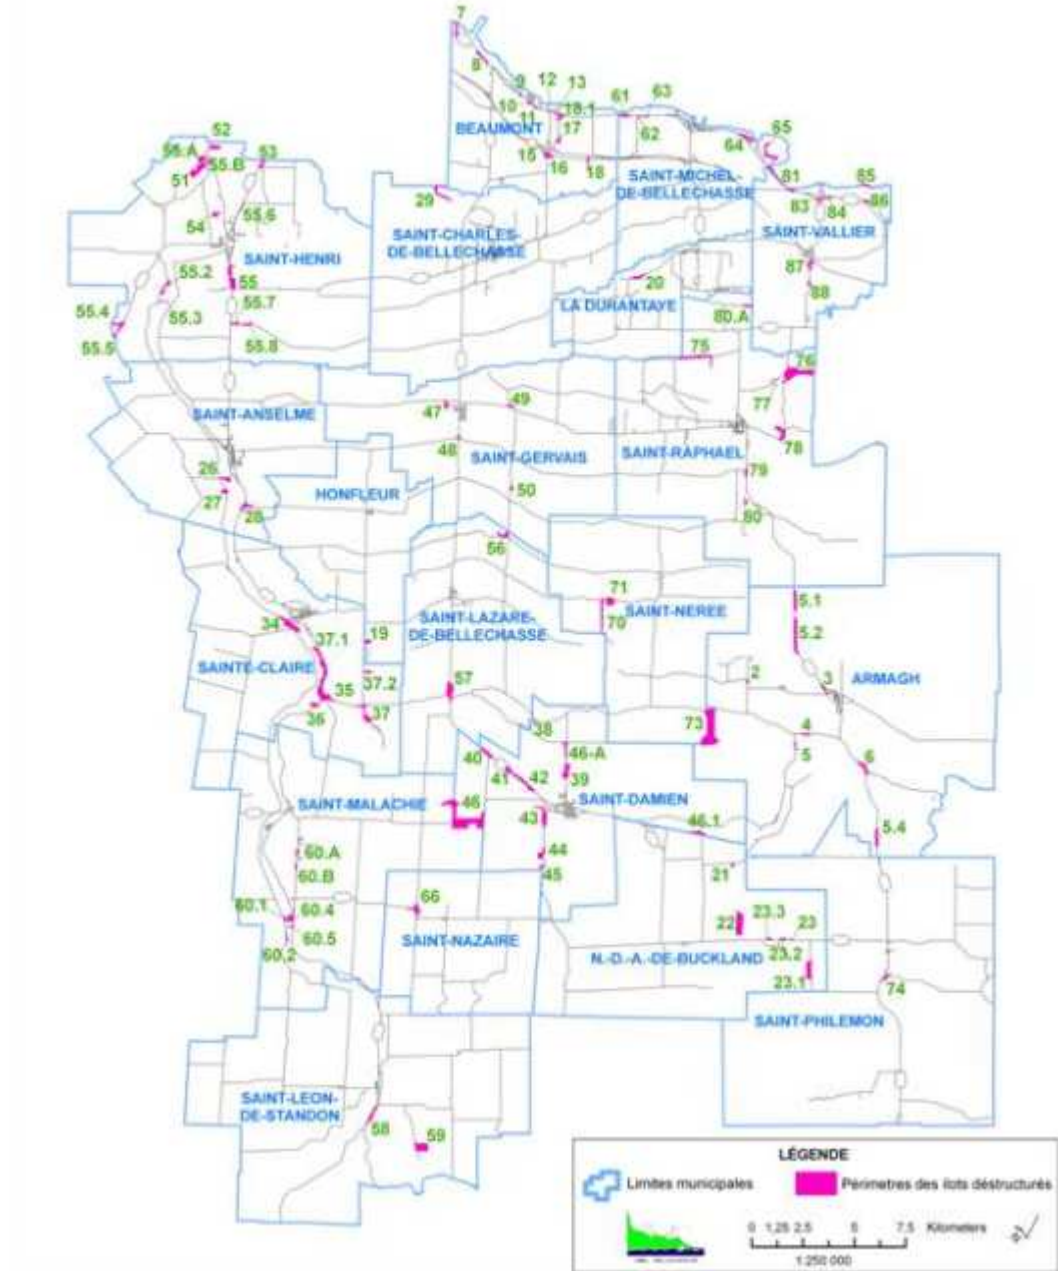 7
8
9
12
13
10
11
18.1
BEAUMONT
17
15
16
18
61
63
62
64
65
SAINT-MICHEL-
DE-BELLECHASSE
81
85
83
84
86
SAINT-VALLIER
87
88
52
55.A
55.B
53
51
54
55.6
29
SAINT-CHARLES-
DE-BELLECHASSE
SAINT-HENRI
55.2
55
20
LA DURANTAYE
80.A
55.4
55.3
55.7
55.5
55.8
75
76
77
SAINT-ANSELME
47
49
48
SAINT-GERVAIS
SAINT-RAPHAEL
78
26
27
28
HONFLEUR
50
79
80
56
71
70
SAINT-NEREE
5.1
5.2
34
37.1
19
SAINT-LAZARE-
DE-BELLECHASSE
SAINTE-CLAIRE
35
36
37.2
37
57
2
3
ARMAGH
73
4
5
6
38
46-A
40
41
42
39
SAINT-MALACHIE
46
43
SAINT-DAMIEN
46.1
5.4
44
45
60.A
60.B
21
60.1
60.4
60.5
60.2
66
SAINT-NAZAIRE
22
23.3
23
23.2
23.1
N.-D.-A.-DE-BUCKLAND
74
SAINT-PHILEMON
SAINT-LEON-
DE-STANDON
58
59
LÉGENDE
Limites municipales
Périmetres des ilots déstructurés
0 1,25 2,5 5 7,5 Kilometers
1:250 000